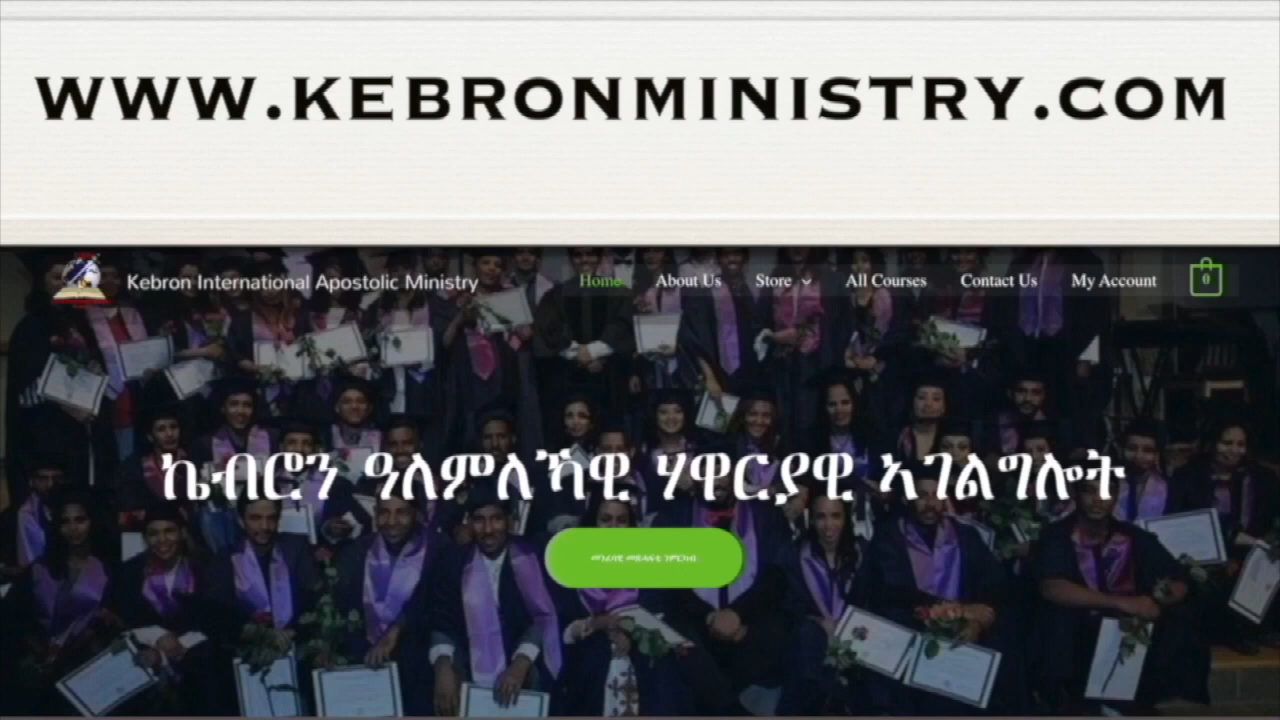 WWW.KEBRONMINISTRY.COM
Kebron International Apostolic Ministry
Home About Us Store All Courses Contact Us My Account 0
ኬብሮን ዓለምለኻዊ ሃዋርያዊ ኣገልግሎት